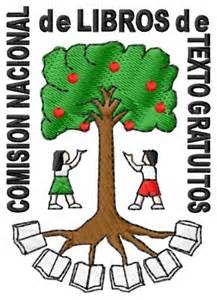 COMISION NACIONAL
de LIBROS de
TEXTO GRATUITOS